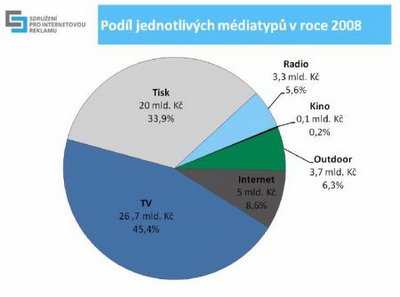 SDRUŽENÍ
PRO INTERNETOVOU
REKLAMU
Podíl jednotlivých médiatypů v roce 2008
Radio
3,3 mld. Kč
5,6%
Kino
0,1 mld. Kč
0,2%
Outdoor
3,7 mld. Kč
6,3%
Internet
5 mld. Kč
8,6%
TV
26 ,7 mld. Kč
45,4%
Tisk
20 mld. Kč
33,9%